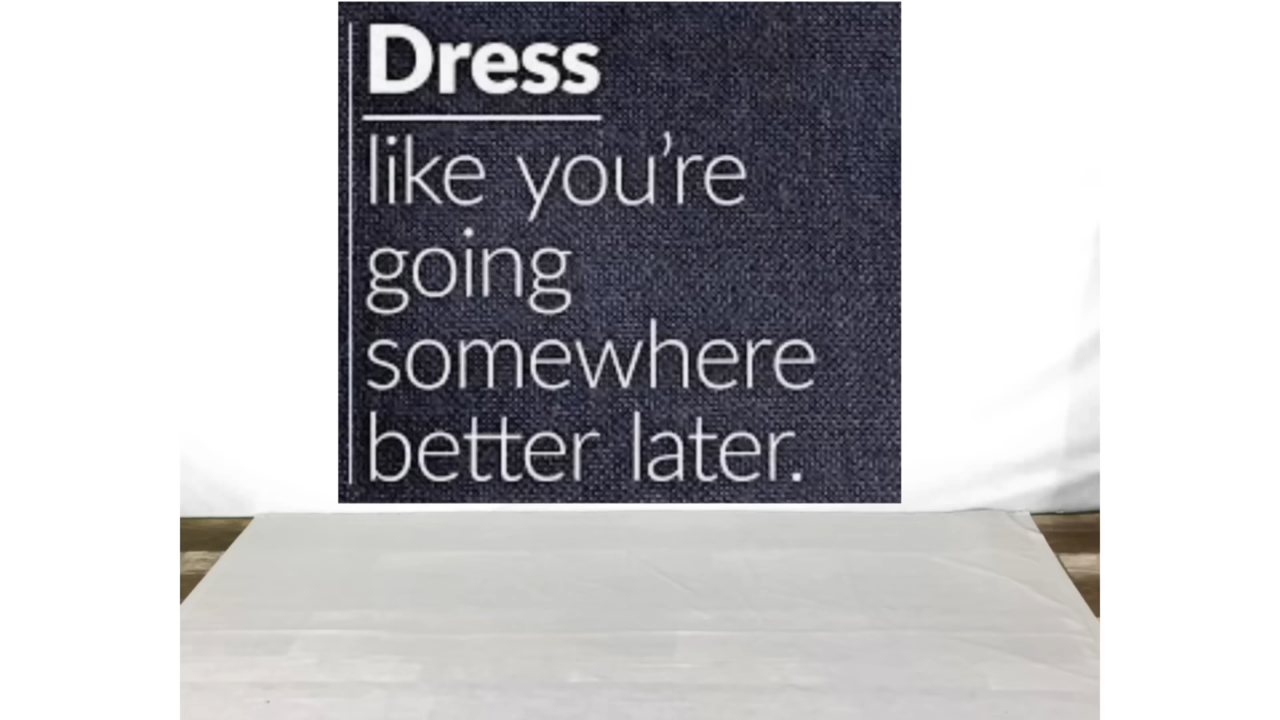 Dress
like you’re
going
somewhere
better later.